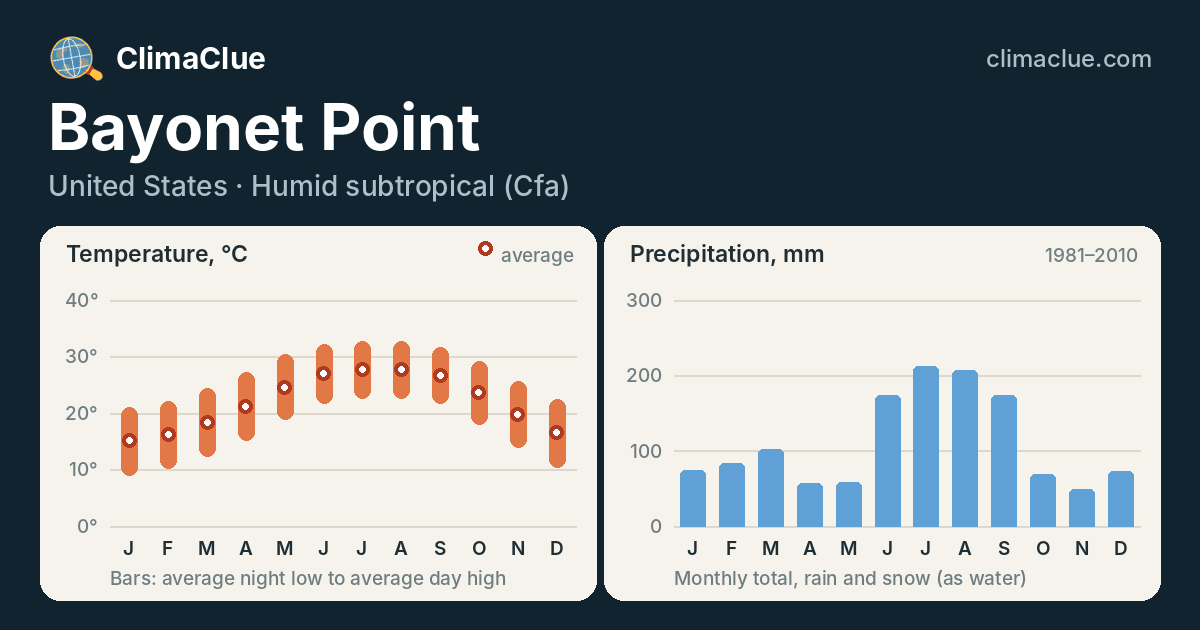 ClimaClue
climaclue.com
Bayonet Point
United States · Humid subtropical (Cfa)
Temperature, °C
average
40°
30°
20°
10°
0°
J F M A M J J A S O N D
Bars: average night low to average day high
Precipitation, mm
1981–2010
300
200
100
0
J F M A M J J A S O N D
Monthly total, rain and snow (as water)